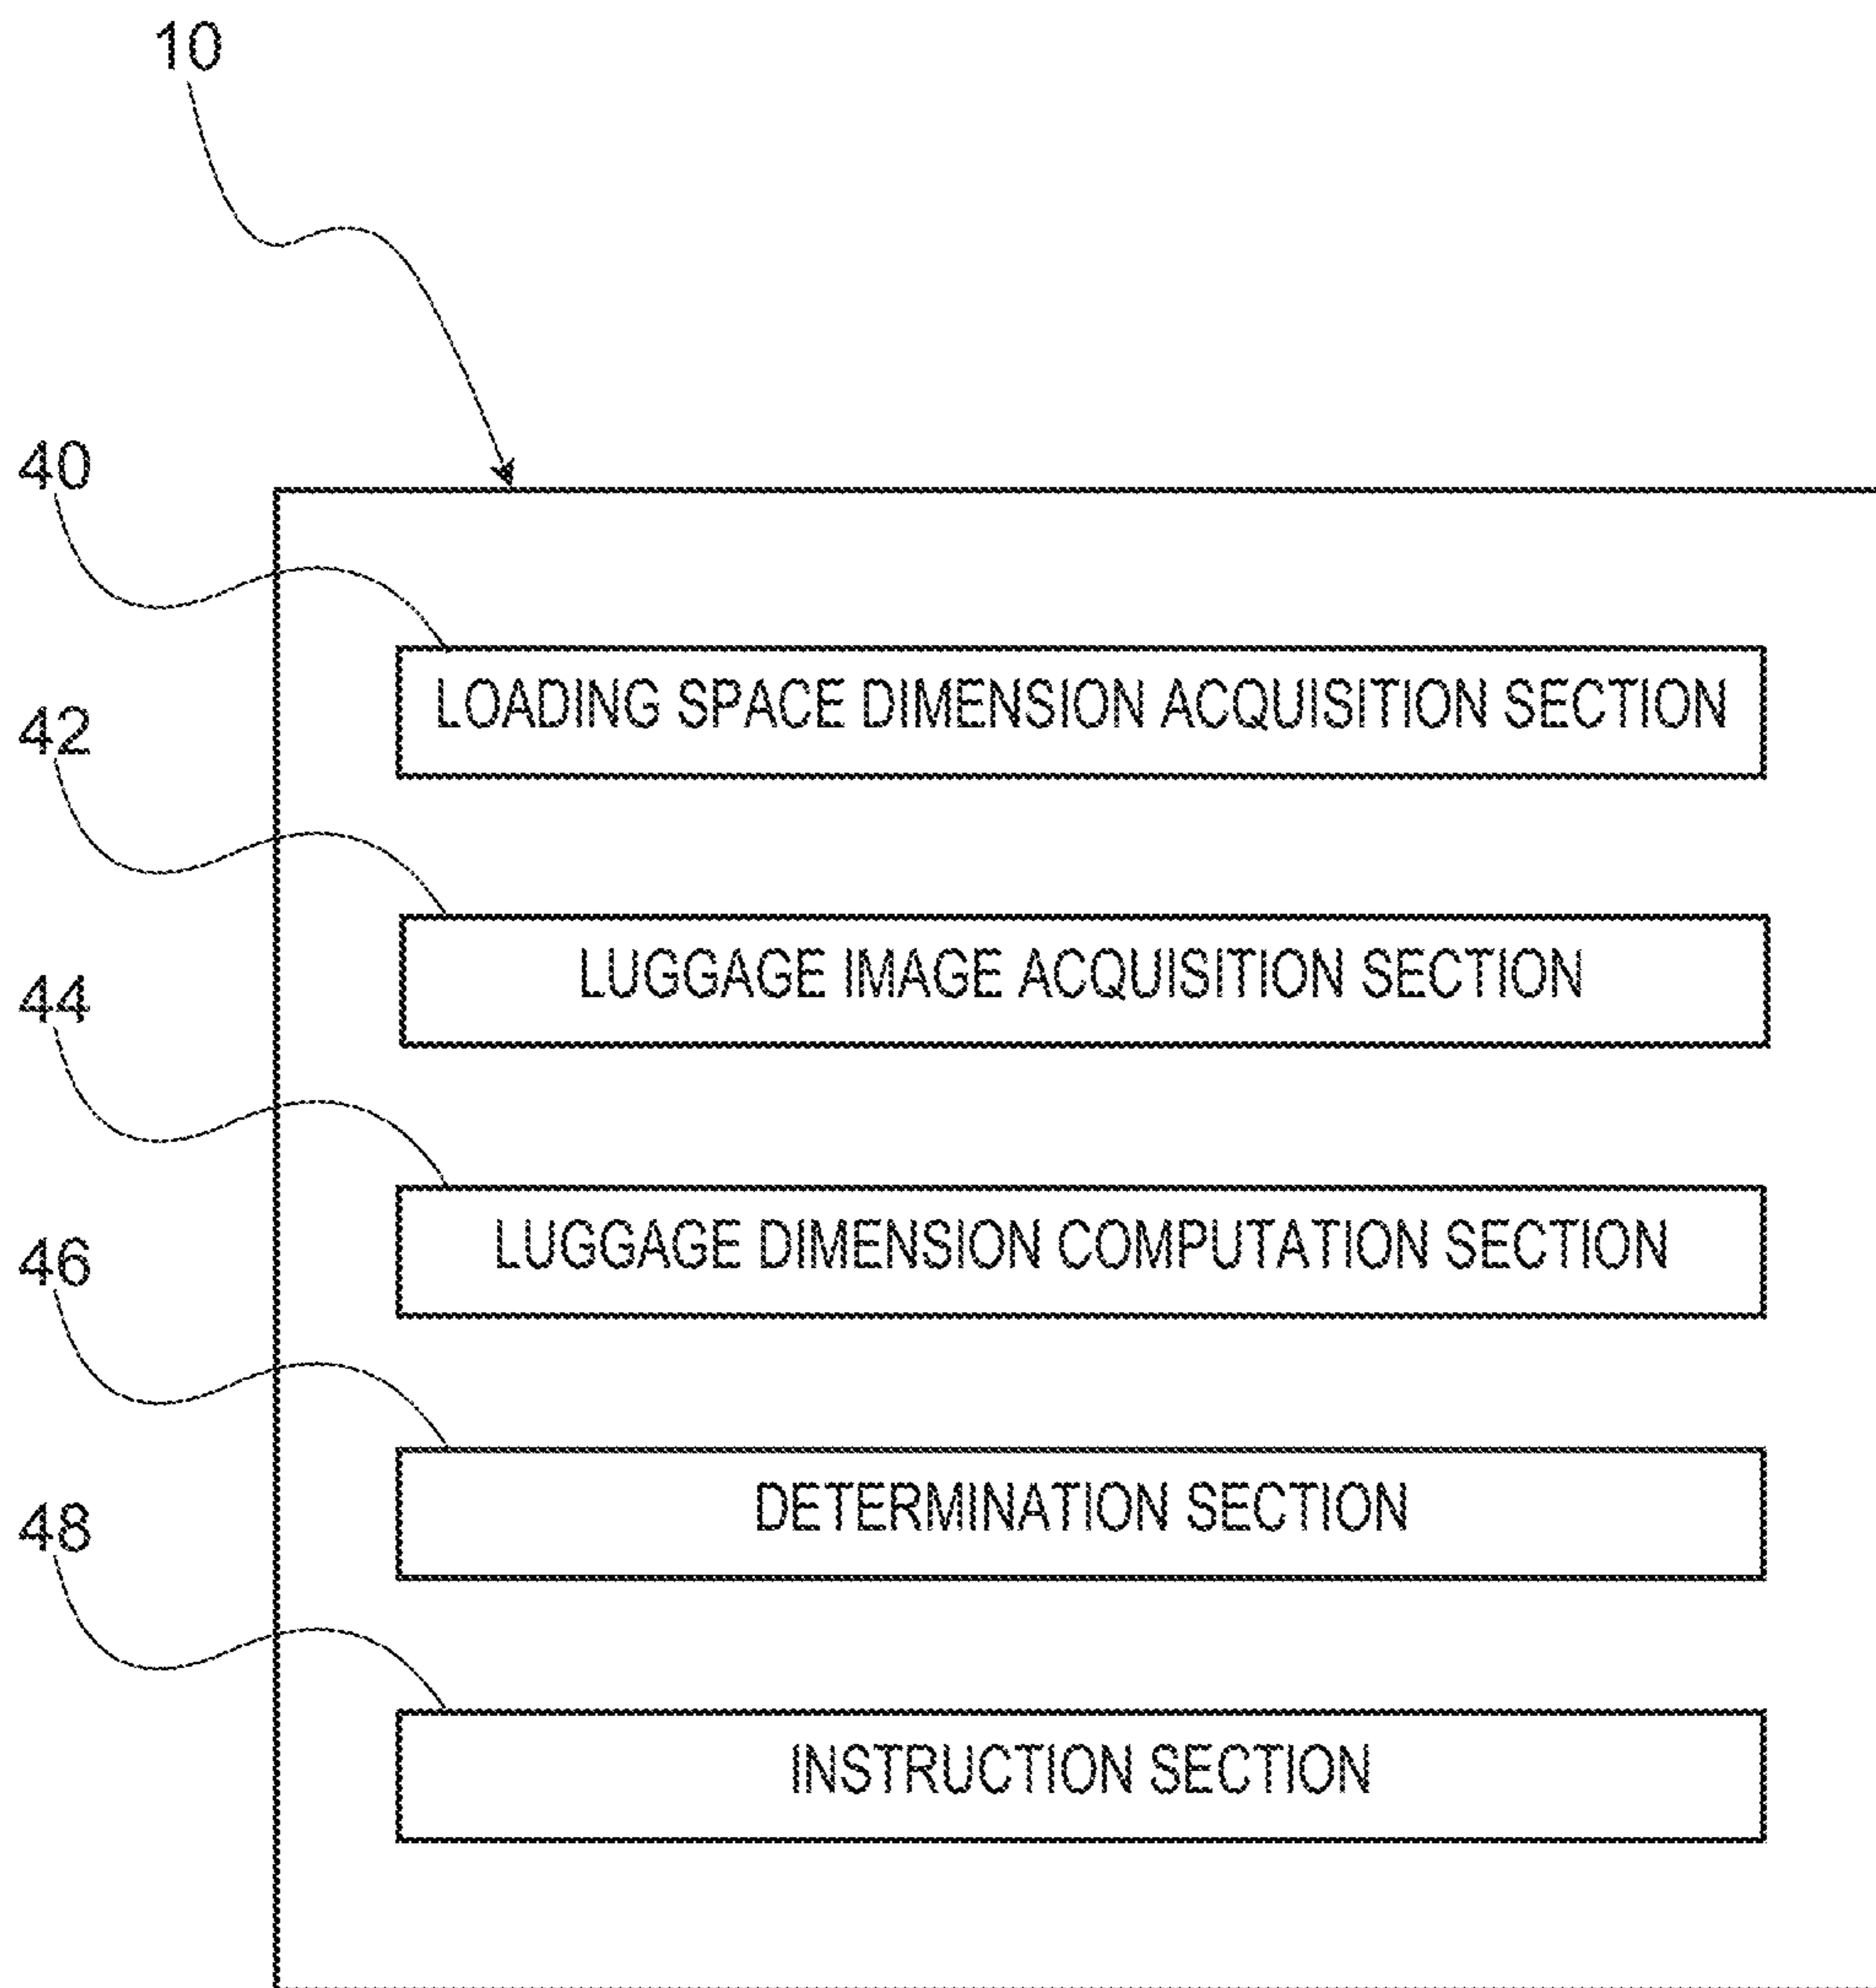 10
40
LOADING SPACE DIMENSION ACQUISITION SECTION
42
LUGGAGE IMAGE ACQUISITION SECTION
44
LUGGAGE DIMENSION COMPUTATION SECTION
46
DETERMINATION SECTION
48
INSTRUCTION SECTION